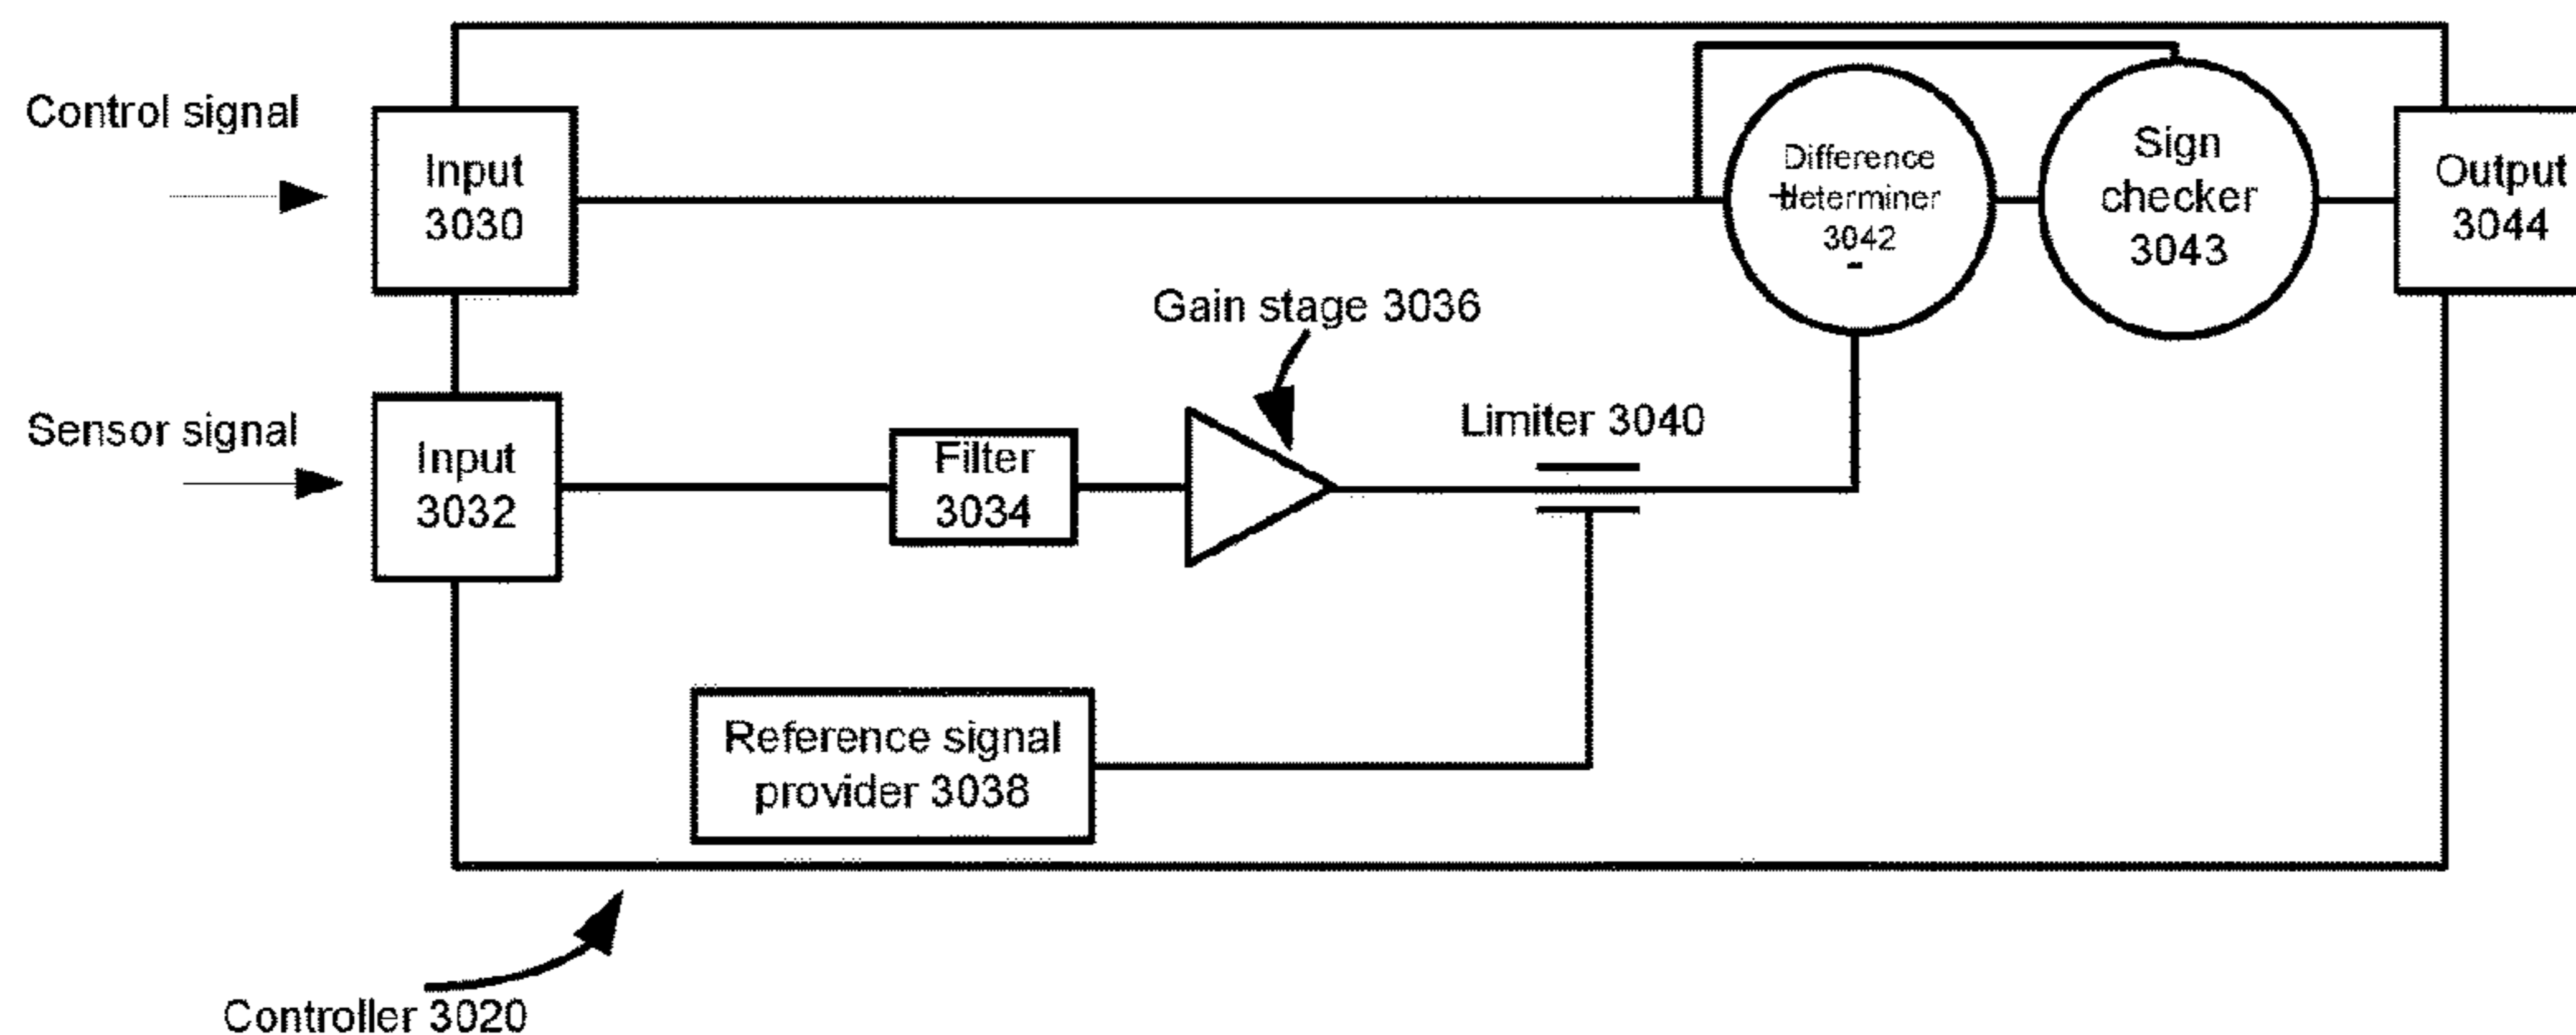 Control signal
Input
3030
Difference
+determiner
3042
-
Sign
checker
3043
Output
3044
Gain stage 3036
Sensor signal
Input
3032
Filter
3034
Limiter 3040
Reference signal
provider 3038
Controller 3020